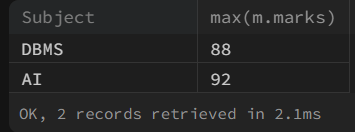 Subject max(m.marks)
DBMS 88
AI 92
OK, 2 records retrieved in 2.1ms